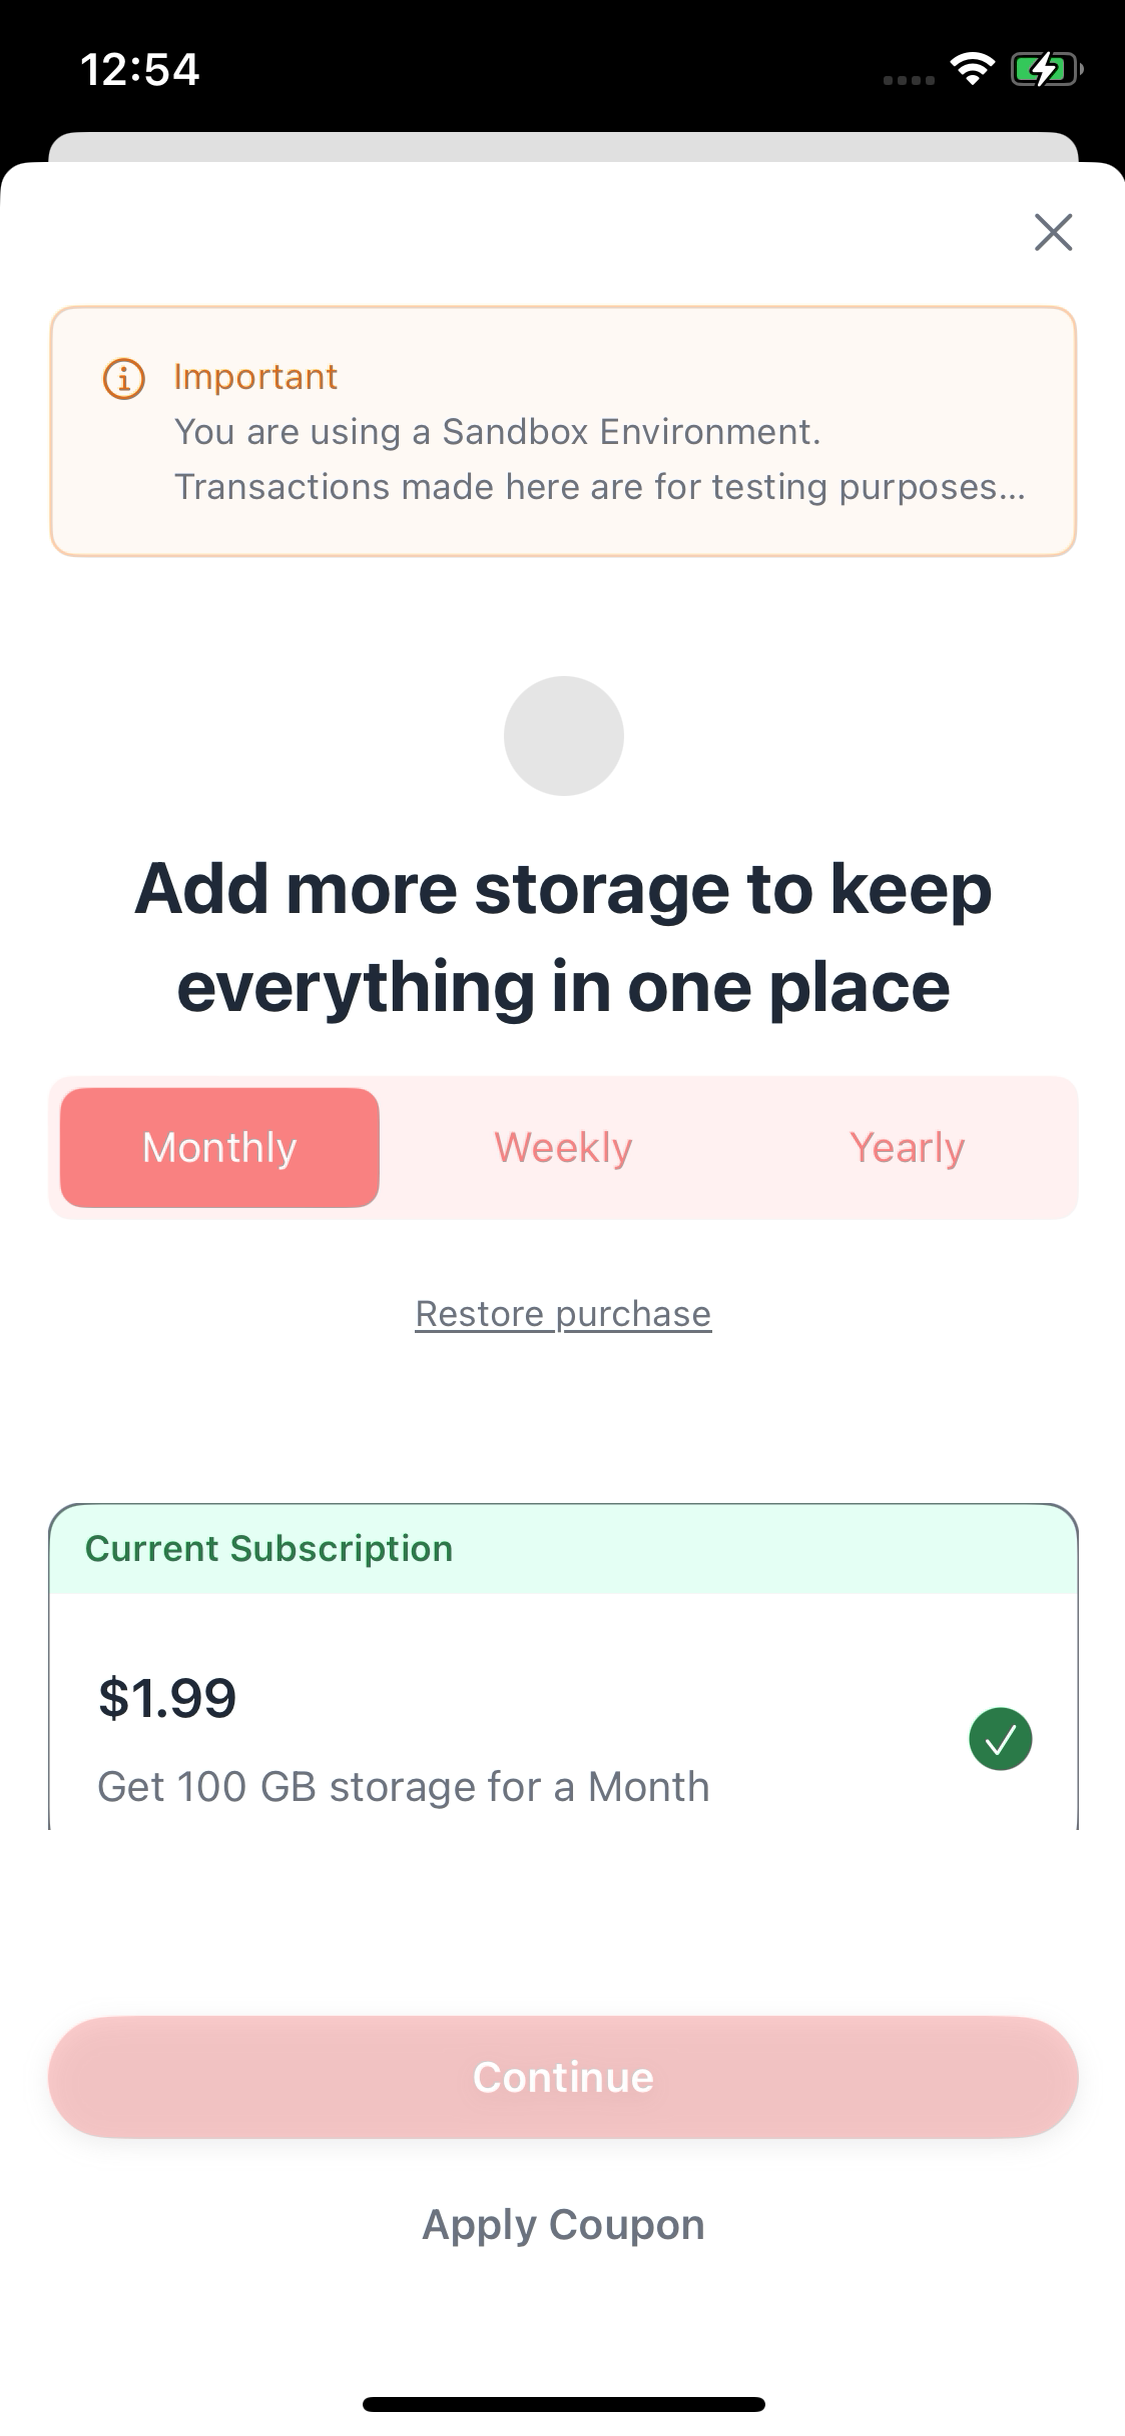 12:54
Important
You are using a Sandbox Environment.
Transactions made here are for testing purposes...
Add more storage to keep
everything in one place
Monthly Weekly Yearly
Restore purchase
Current Subscription
$1.99
Get 100 GB storage for a Month
Continue
Apply Coupon